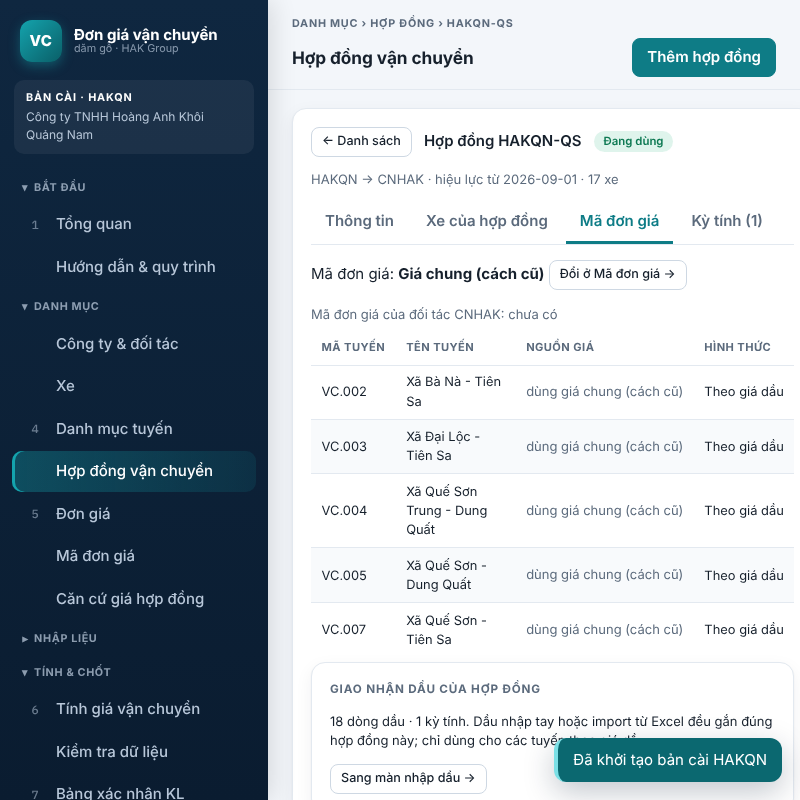 VC
Đơn giá vận chuyển
dăm gỗ · HAK Group
BẢN CÀI · HAKQN
Công ty TNHH Hoàng Anh Khôi
Quảng Nam
▾ BẮT ĐẦU
1 Tổng quan
Hướng dẫn & quy trình
▾ DANH MỤC
Công ty & đối tác
Xe
4 Danh mục tuyến
Hợp đồng vận chuyển
5 Đơn giá
Mã đơn giá
Căn cứ giá hợp đồng
▸ NHẬP LIỆU
▾ TÍNH & CHỐT
6 Tính giá vận chuyển
Kiểm tra dữ liệu
7 Bảng xác nhận KL
DANH MỤC › HỢP ĐỒNG › HAKQN-QS
Hợp đồng vận chuyển
Thêm hợp đồng
← Danh sách Hợp đồng HAKQN-QS Đang dùng
HAKQN → CNHAK · hiệu lực từ 2026-09-01 · 17 xe
Thông tin Xe của hợp đồng Mã đơn giá Kỳ tính (1)
Mã đơn giá: Giá chung (cách cũ) Đổi ở Mã đơn giá →
Mã đơn giá của đối tác CNHAK: chưa có
MÃ TUYẾN TÊN TUYẾN NGUỒN GIÁ HÌNH THỨC
VC.002 Xã Bà Nà - Tiên Sa dùng giá chung (cách cũ) Theo giá dầu
VC.003 Xã Đại Lộc - Tiên Sa dùng giá chung (cách cũ) Theo giá dầu
VC.004 Xã Quế Sơn Trung - Dung Quất dùng giá chung (cách cũ) Theo giá dầu
VC.005 Xã Quế Sơn - Dung Quất dùng giá chung (cách cũ) Theo giá dầu
VC.007 Xã Quế Sơn - Tiên Sa dùng giá chung (cách cũ) Theo giá dầu
GIAO NHẬN DẦU CỦA HỢP ĐỒNG
18 dòng dầu · 1 kỳ tính. Dầu nhập tay hoặc import từ Excel đều gắn đúng
hợp đồng này; chỉ dùng cho các tuyến
Sang màn nhập dầu →
Đã khởi tạo bản cài HAKQN